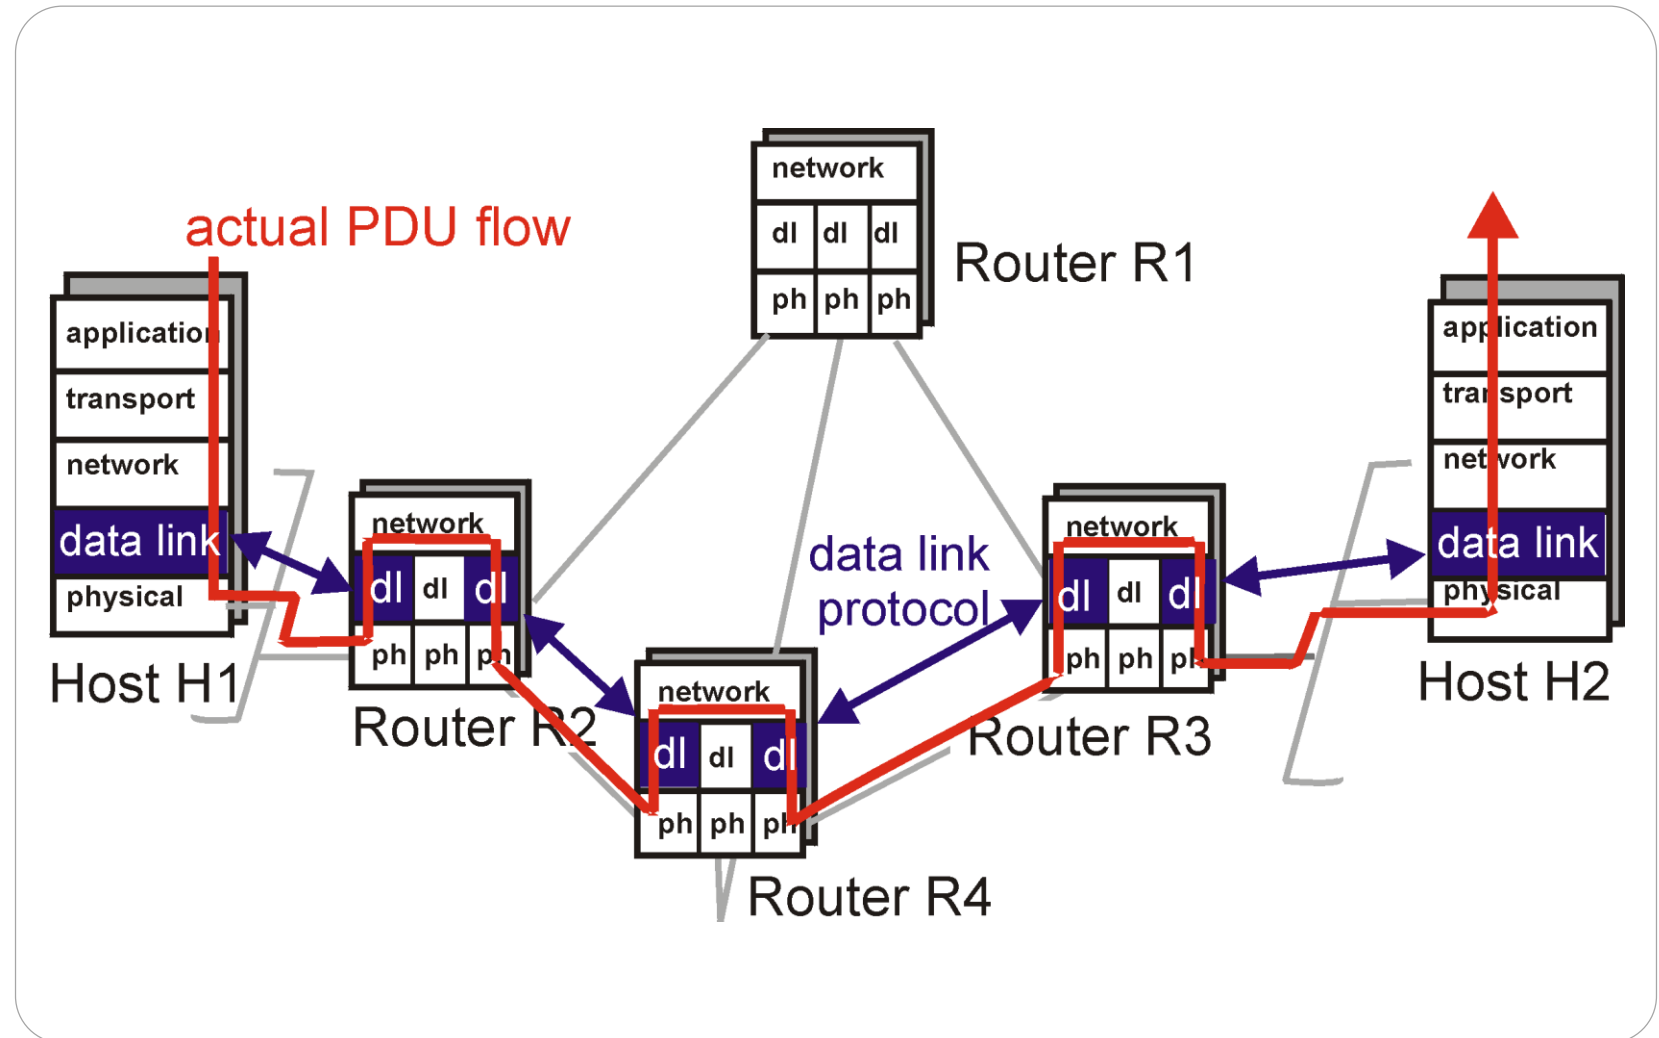 actual PDU flow
network
dl dl dl
ph ph ph
Router R1
application
transport
network
data link
physical
Host H1
network
dl dl dl
ph ph ph
Router R2
data link
protocol
network
dl dl dl
ph ph ph
Router R4
network
dl dl dl
ph ph ph
Router R3
application
transport
network
data link
physical
Host H2